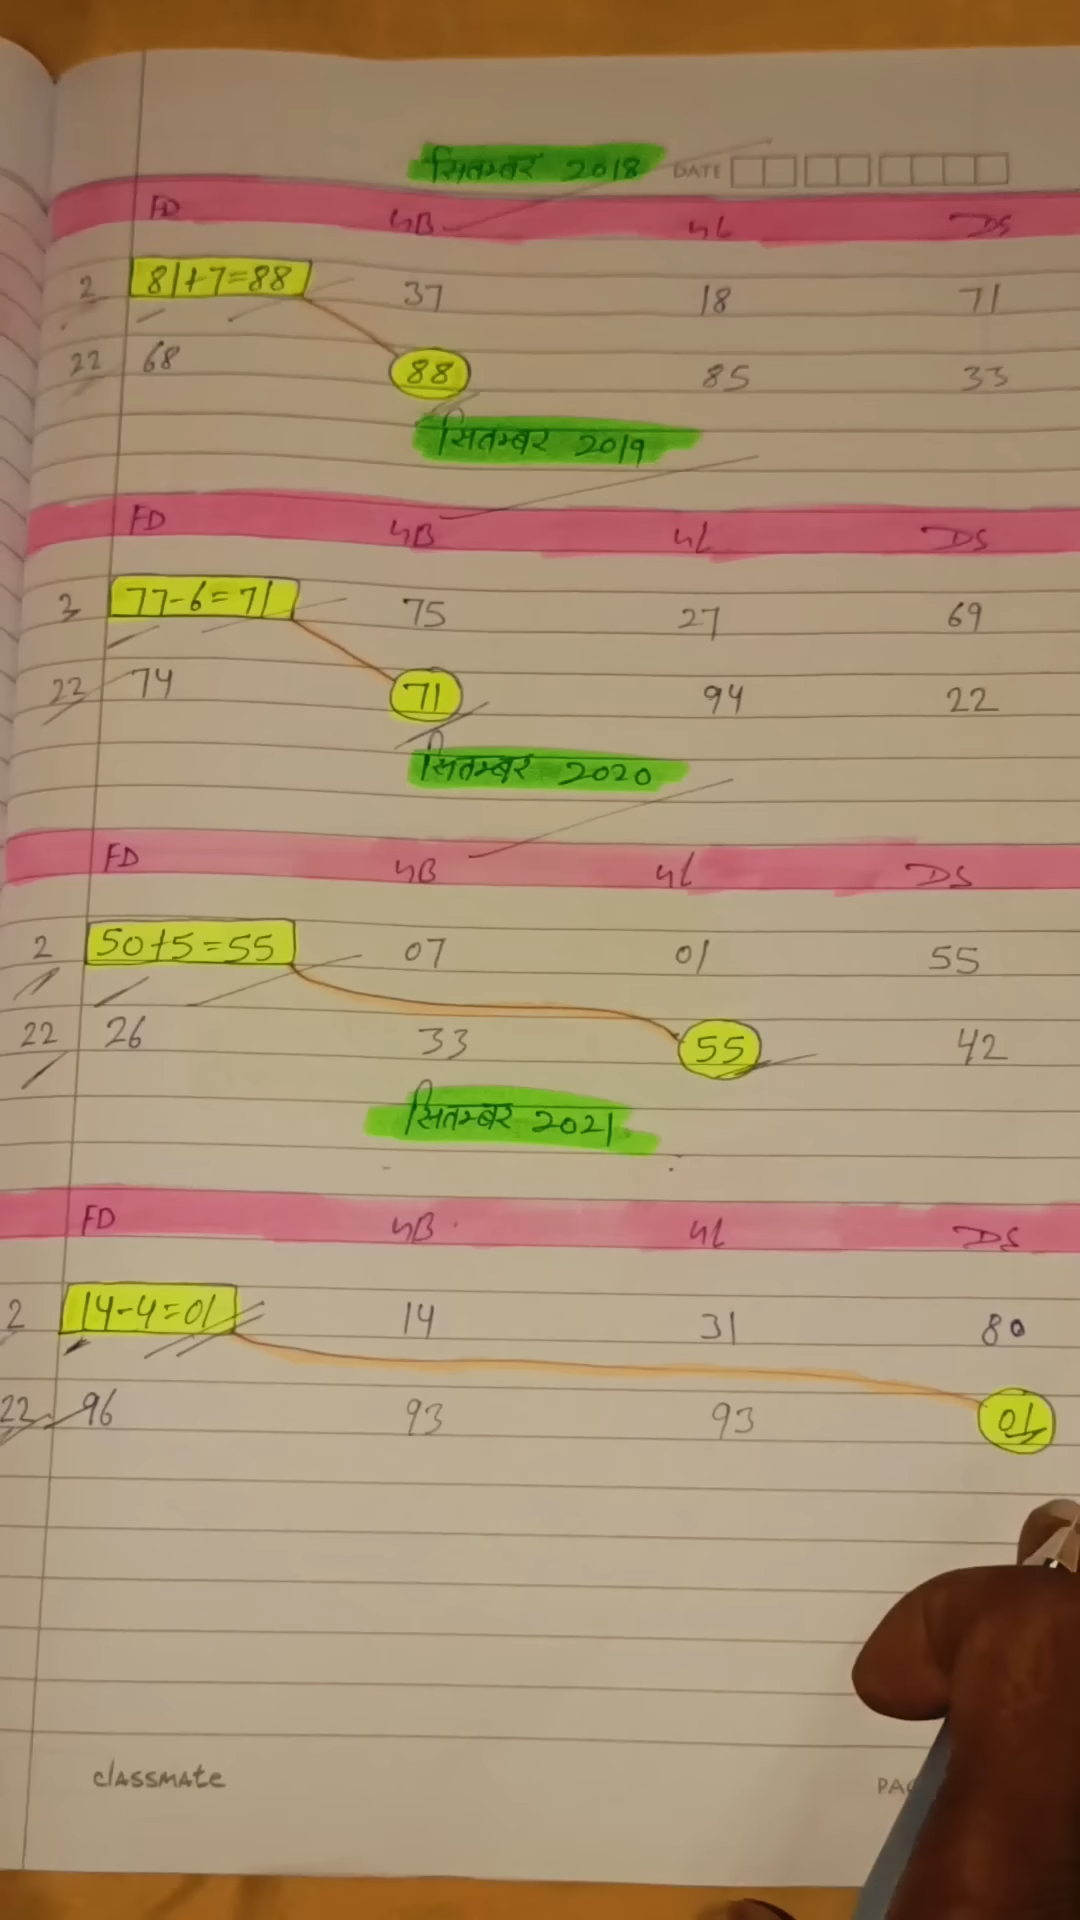 सितम्बर 2018 DATE
FD GB GL DS
2 81+7=88 37 18 71
22 68 88 85 33
सितम्बर 2019
FD GB GL DS
3 77-6=71 75 27 69
22 74 71 94 22
सितम्बर 2020
FD GB GL DS
2 50+5=55 07 01 55
22 26 33 55 42
सितम्बर 2021
FD GB GL DS
2 14-4=01 14 31 80
22 96 93 93 01
classmate